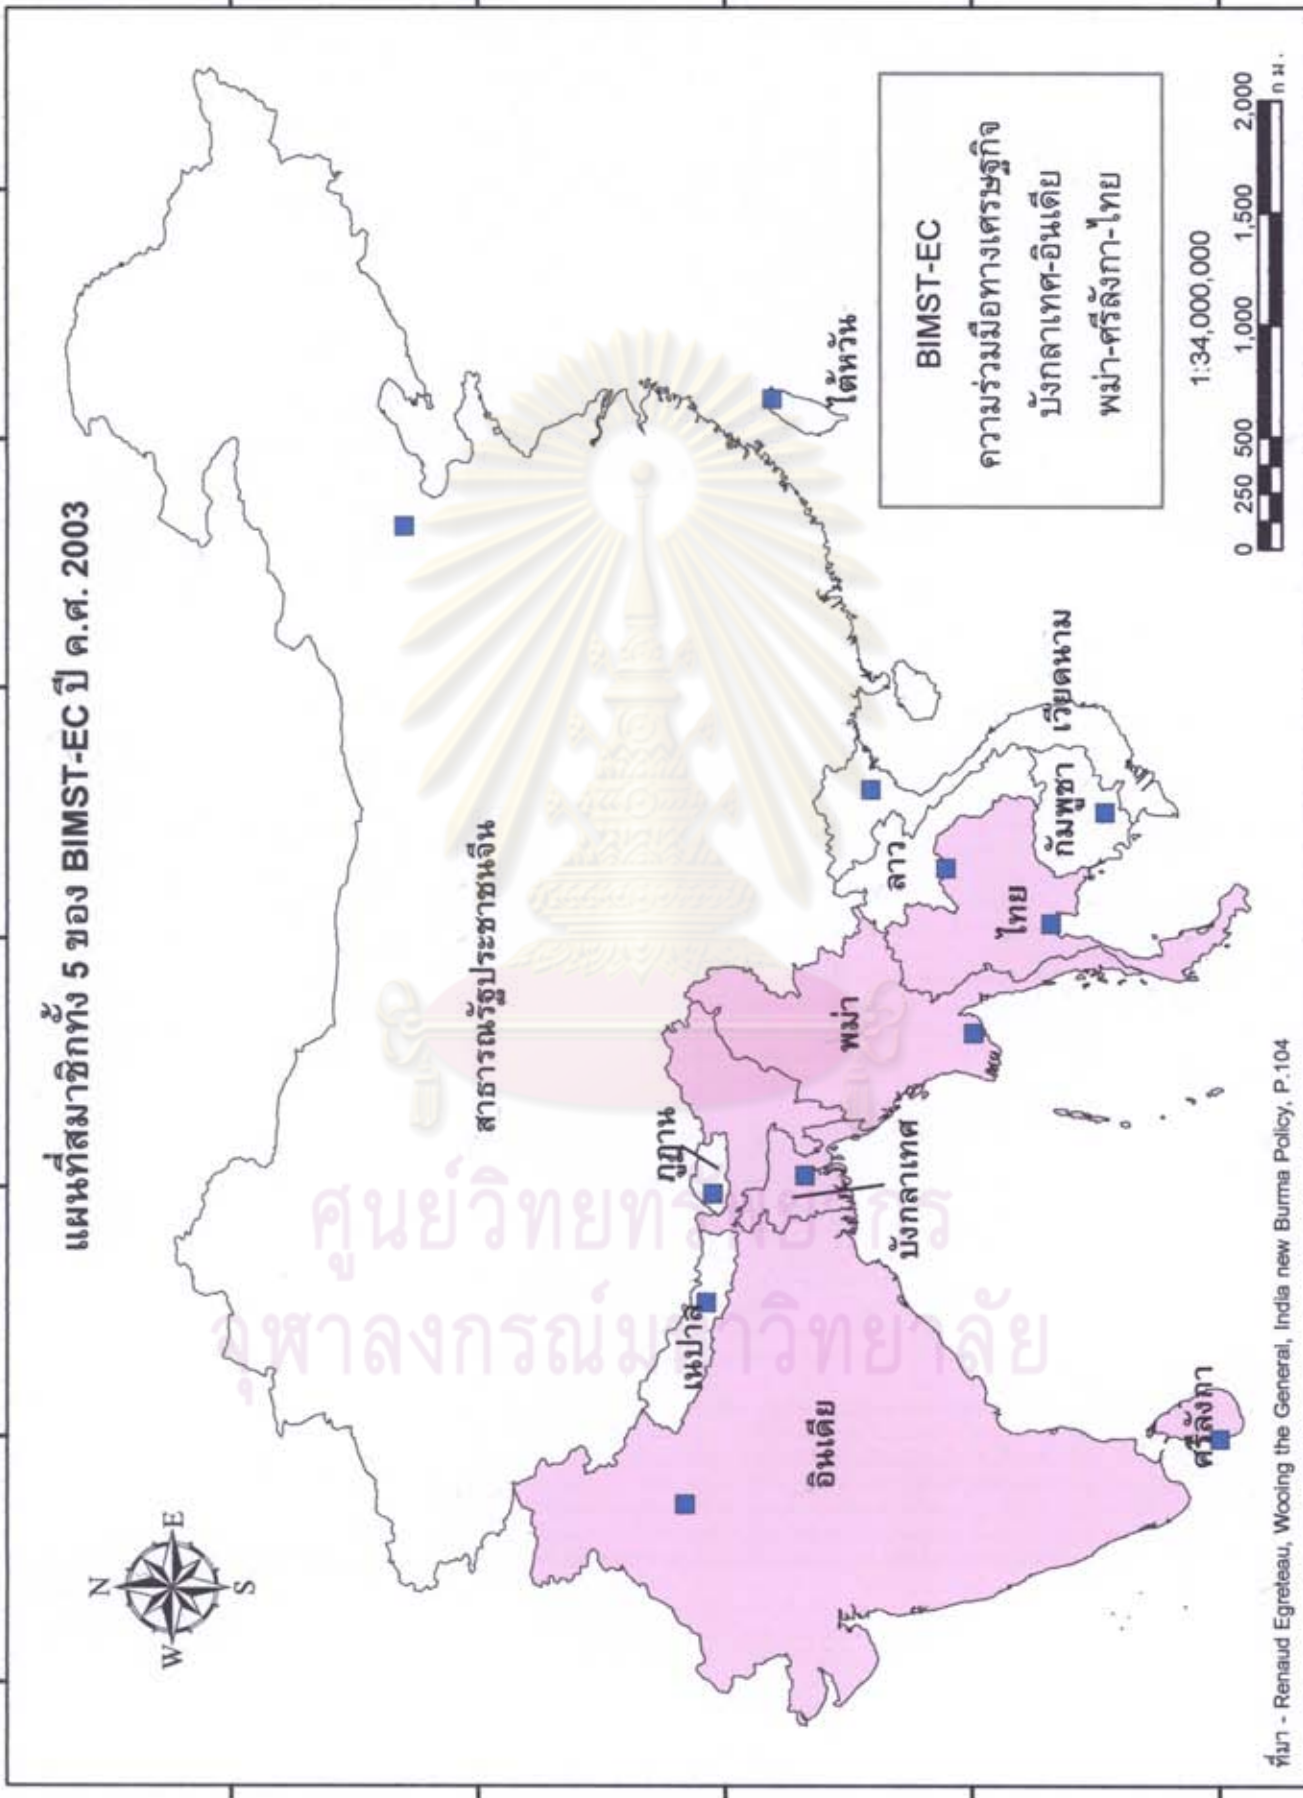 แผนที่สมาชิกทั้ง 5 ของ BIMST-EC ปี ค.ศ. 2003
N
W
E
S
สาธารณรัฐประชาชนจีน
ไต้หวัน
ภูฏาน
เนปาล
พม่า
ลาว
เวียดนาม
อินเดีย
บังกลาเทศ
ไทย
กัมพูชา
ศรีลังกา
BIMST-EC
ความร่วมมือทางเศรษฐกิจ
บังกลาเทศ-อินเดีย
พม่า-ศรีลังกา-ไทย
1:34,000,000
0 250 500 1,000 1,500 2,000
ก ม.
ที่มา - Renaud Egreteau, Wooing the General, India new Burma Policy, P.104
ศูนย์วิทยทรัพยากร
จุฬาลงกรณ์มหาวิทยาลัย